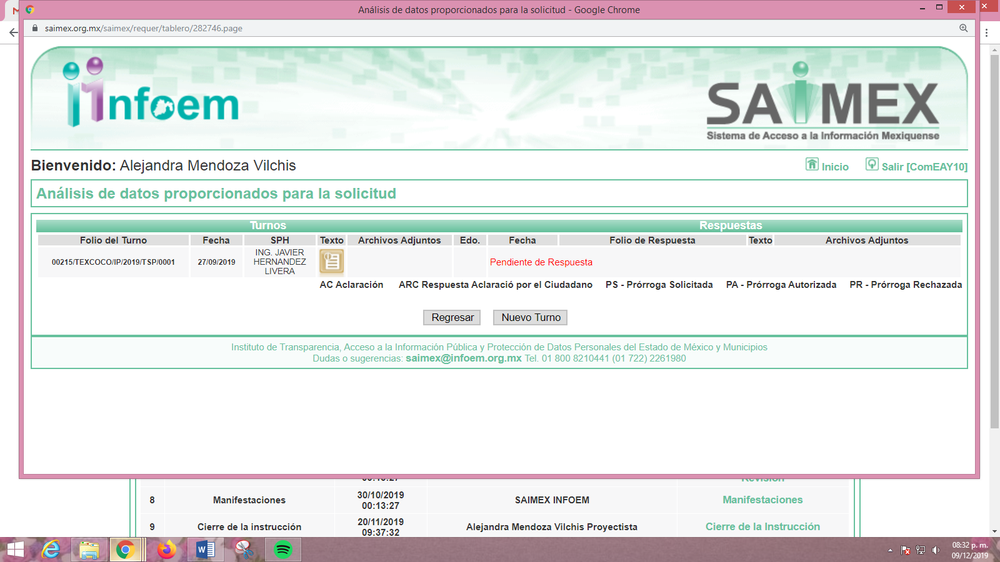 Análisis de datos proporcionados para la solicitud - Google Chrome
saimex.org.mx/saimex/requer/tablero/282746.page
infoem
SAIMEX
Sistema de Acceso a la Información Mexiquense
Bienvenido: Alejandra Mendoza Vilchis
Inicio Salir [ComEAY10]
Análisis de datos proporcionados para la solicitud
Turnos Respuestas
Folio del Turno Fecha SPH Texto Archivos Adjuntos Edo. Fecha Folio de Respuesta Texto Archivos Adjuntos
00215/TEXCOCO/IP/2019/TSP/0001 27/09/2019 ING. JAVIER HERNANDEZ LIVERA Pendiente de Respuesta
AC Aclaración ARC Respuesta Aclaració por el Ciudadano PS - Prórroga Solicitada PA - Prórroga Autorizada PR - Prórroga Rechazada
Regresar Nuevo Turno
Instituto de Transparencia, Acceso a la Información Pública y Protección de Datos Personales del Estado de México y Municipios
Dudas o sugerencias: saimex@infoem.org.mx Tel. 01 800 8210441 (01 722) 2261980
8 Manifestaciones 30/10/2019 00:13:27 SAIMEX INFOEM Manifestaciones
9 Cierre de la instrucción 20/11/2019 09:37:32 Alejandra Mendoza Vilchis Proyectista Cierre de la Instrucción
08:32 p. m.
09/12/2019